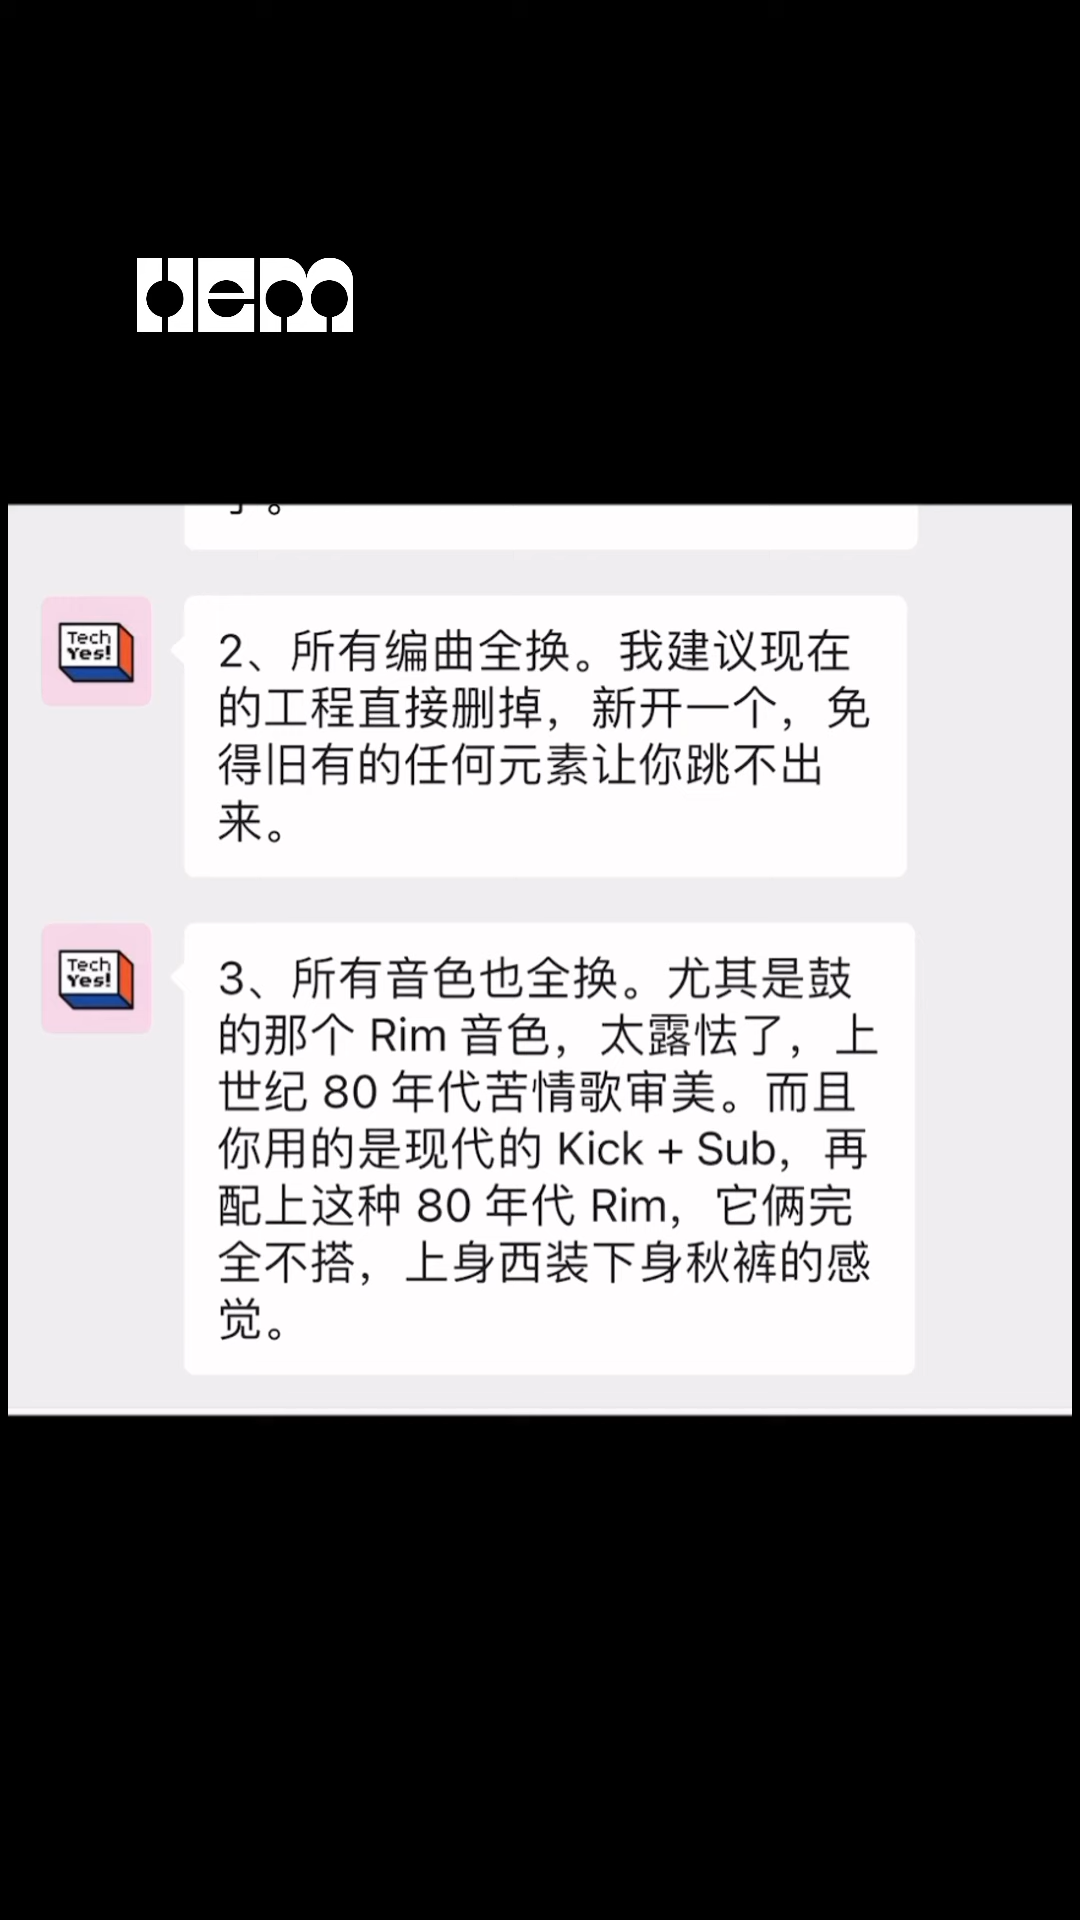 了。
Tech
Yes!
2、所有编曲全换。我建议现在
的工程直接删掉，新开一个，免
得旧有的任何元素让你跳不出
来。
Tech
Yes!
3、所有音色也全换。尤其是鼓
的那个 Rim 音色，太露怯了，上
世纪 80 年代苦情歌审美。而且
你用的是现代的 Kick + Sub，再
配上这种 80 年代 Rim，它俩完
全不搭，上身西装下身秋裤的感
觉。